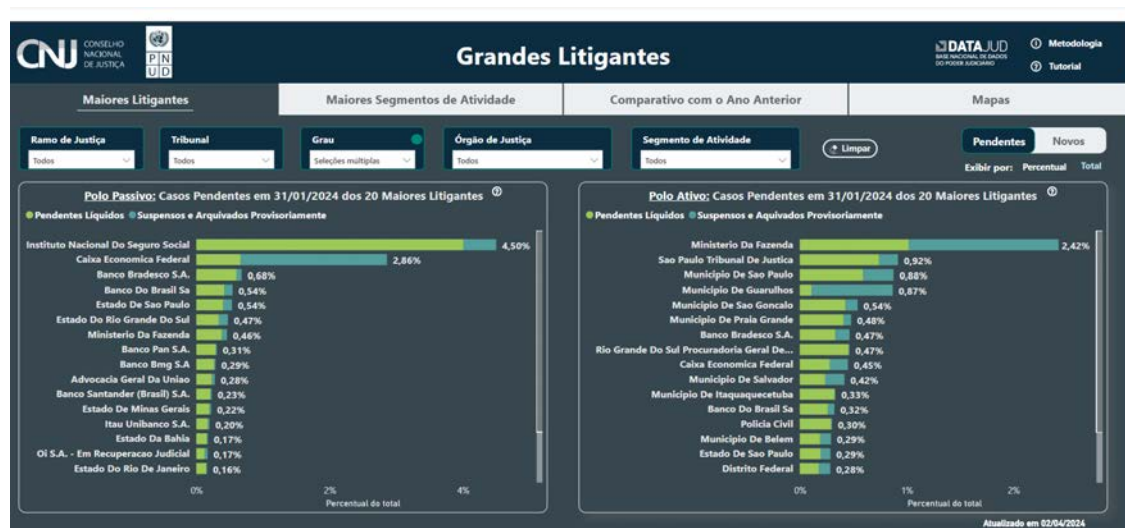 CNJ CONSELHO NACIONAL DE JUSTIÇA
P N U D
Grandes Litigantes
DATAJUD
BASE NACIONAL DE DADOS DO PODER JUDICIÁRIO
Metodologia
Tutorial
Maiores Litigantes
Maiores Segmentos de Atividade
Comparativo com o Ano Anterior
Mapas
Ramo de Justiça
Todos
Tribunal
Todos
Grau
Seleções múltiplas
Órgão de Justiça
Todos
Segmento de Atividade
Todos
Limpar
Pendentes Novos
Exibir por: Percentual Total
Polo Passivo: Casos Pendentes em 31/01/2024 dos 20 Maiores Litigantes
Pendentes Líquidos Suspensos e Arquivados Provisoriamente
Instituto Nacional Do Seguro Social 4,50%
Caixa Economica Federal 2,86%
Banco Bradesco S.A. 0,68%
Banco Do Brasil Sa 0,54%
Estado De Sao Paulo 0,54%
Estado Do Rio Grande Do Sul 0,47%
Ministerio Da Fazenda 0,46%
Banco Pan S.A. 0,31%
Banco Bmg S.A 0,29%
Advocacia Geral Da Uniao 0,28%
Banco Santander (Brasil) S.A. 0,23%
Estado De Minas Gerais 0,22%
Itau Unibanco S.A. 0,20%
Estado Da Bahia 0,17%
Oi S.A. - Em Recuperacao Judicial 0,17%
Estado Do Rio De Janeiro 0,16%
0% 2% 4%
Percentual do total
Polo Ativo: Casos Pendentes em 31/01/2024 dos 20 Maiores Litigantes
Pendentes Líquidos Suspensos e Aquivados Provisoriamente
Ministerio Da Fazenda 2,42%
Sao Paulo Tribunal De Justica 0,92%
Municipio De Sao Paulo 0,88%
Municipio De Guarulhos 0,87%
Municipio De Sao Goncalo 0,54%
Municipio De Praia Grande 0,48%
Banco Bradesco S.A. 0,47%
Rio Grande Do Sul Procuradoria Geral De... 0,47%
Caixa Economica Federal 0,45%
Municipio De Salvador 0,42%
Municipio De Itaquaquecetuba 0,33%
Banco Do Brasil Sa 0,32%
Policia Civil 0,30%
Municipio De Belem 0,29%
Estado De Sao Paulo 0,29%
Distrito Federal 0,28%
0% 1% 2%
Percentual do total
Atualizado em 02/04/2024